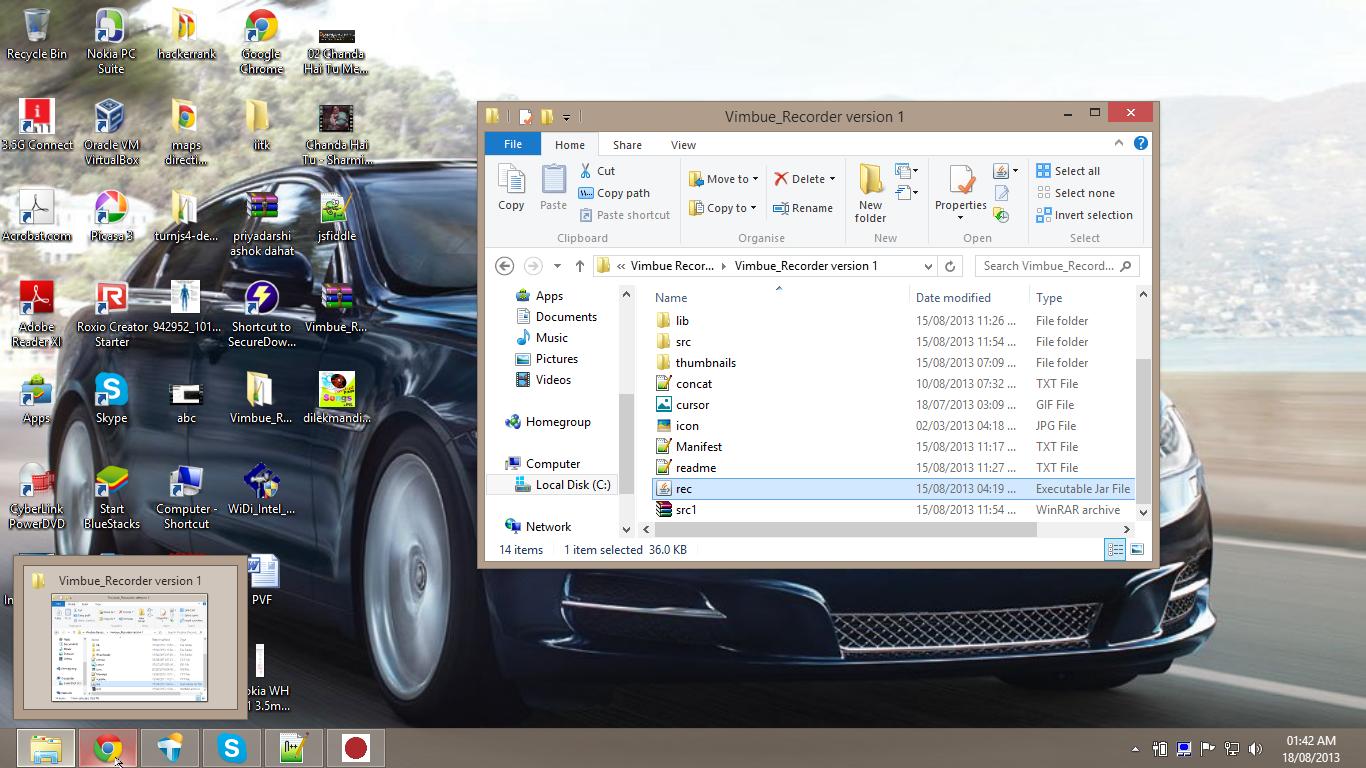 Recycle Bin
Nokia PC
Suite
hackerrank
Google
Chrome
02 Chanda
Hai Tu Me...
3.5G Connect
Oracle VM
VirtualBox
maps
directi...
iitk
Chanda Hai
Tu - Sharmi...
Acrobat.com
Picasa 3
turnjs4-de...
priyadarshi
ashok dahat
jsfiddle
Adobe
Reader XI
Roxio Creator
Starter
942952_101...
Shortcut to
SecureDow...
Vimbue_R...
Apps
Skype
abc
Vimbue_R...
dilekmandi...
CyberLink
PowerDVD
Start
BlueStacks
Computer -
Shortcut
WiDi_Intel_...
PVF
okia WH
1 3.5m...
Vimbue_Recorder version 1
Vimbue_Recorder version 1
File
Home
Share
View
Copy
Paste
Cut
Copy path
Paste shortcut
Clipboard
Move to
Copy to
Delete
Rename
Organise
New
folder
New
Properties
Open
Select all
Select none
Invert selection
Select
« Vimbue Recor...
Vimbue_Recorder version 1
Search Vimbue_Record...
Apps
Documents
Music
Pictures
Videos
Homegroup
Computer
Local Disk (C:)
Network
Name Date modified Type
lib 15/08/2013 11:26 ... File folder
src 15/08/2013 11:54 ... File folder
thumbnails 15/08/2013 07:09 ... File folder
concat 10/08/2013 07:32 ... TXT File
cursor 18/07/2013 03:09 ... GIF File
icon 02/03/2013 04:18 ... JPG File
Manifest 15/08/2013 11:17 ... TXT File
readme 15/08/2013 11:27 ... TXT File
rec 15/08/2013 04:19 ... Executable Jar File
src1 15/08/2013 11:54 ... WinRAR archive
14 items 1 item selected 36.0 KB
01:42 AM
18/08/2013